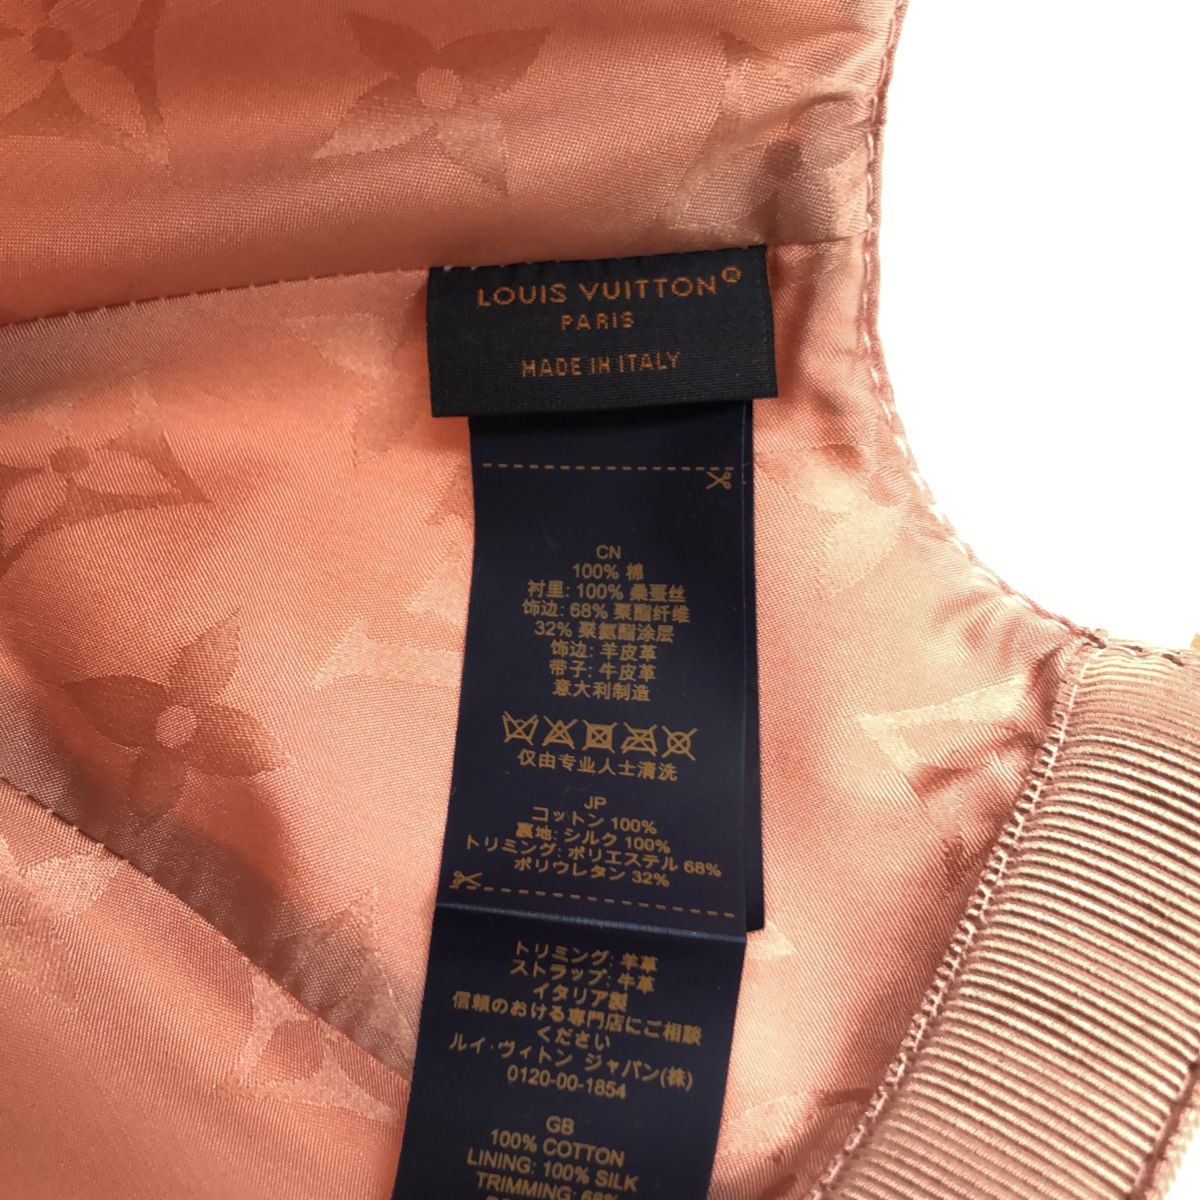 LOUIS VUITTON
PARIS
MADE IN ITALY
CN
100% 棉
衬里: 100% 桑蚕丝
饰边: 68% 聚酯纤维
32% 聚氨酯涂层
饰边: 羊皮革
带子: 牛皮革
意大利制造
仅由专业人士清洗
JP
コットン 100%
裏地: シルク 100%
トリミング: ポリエステル 68%
ポリウレタン 32%
トリミング: 羊革
ストラップ: 牛革
イタリア製
信頼のおける専門店にご相談
ください
ルイ・ヴィトン ジャパン(株)
0120-00-1854
GB
100% COTTON
LINING: 100% SILK
TRIMMING: 68%